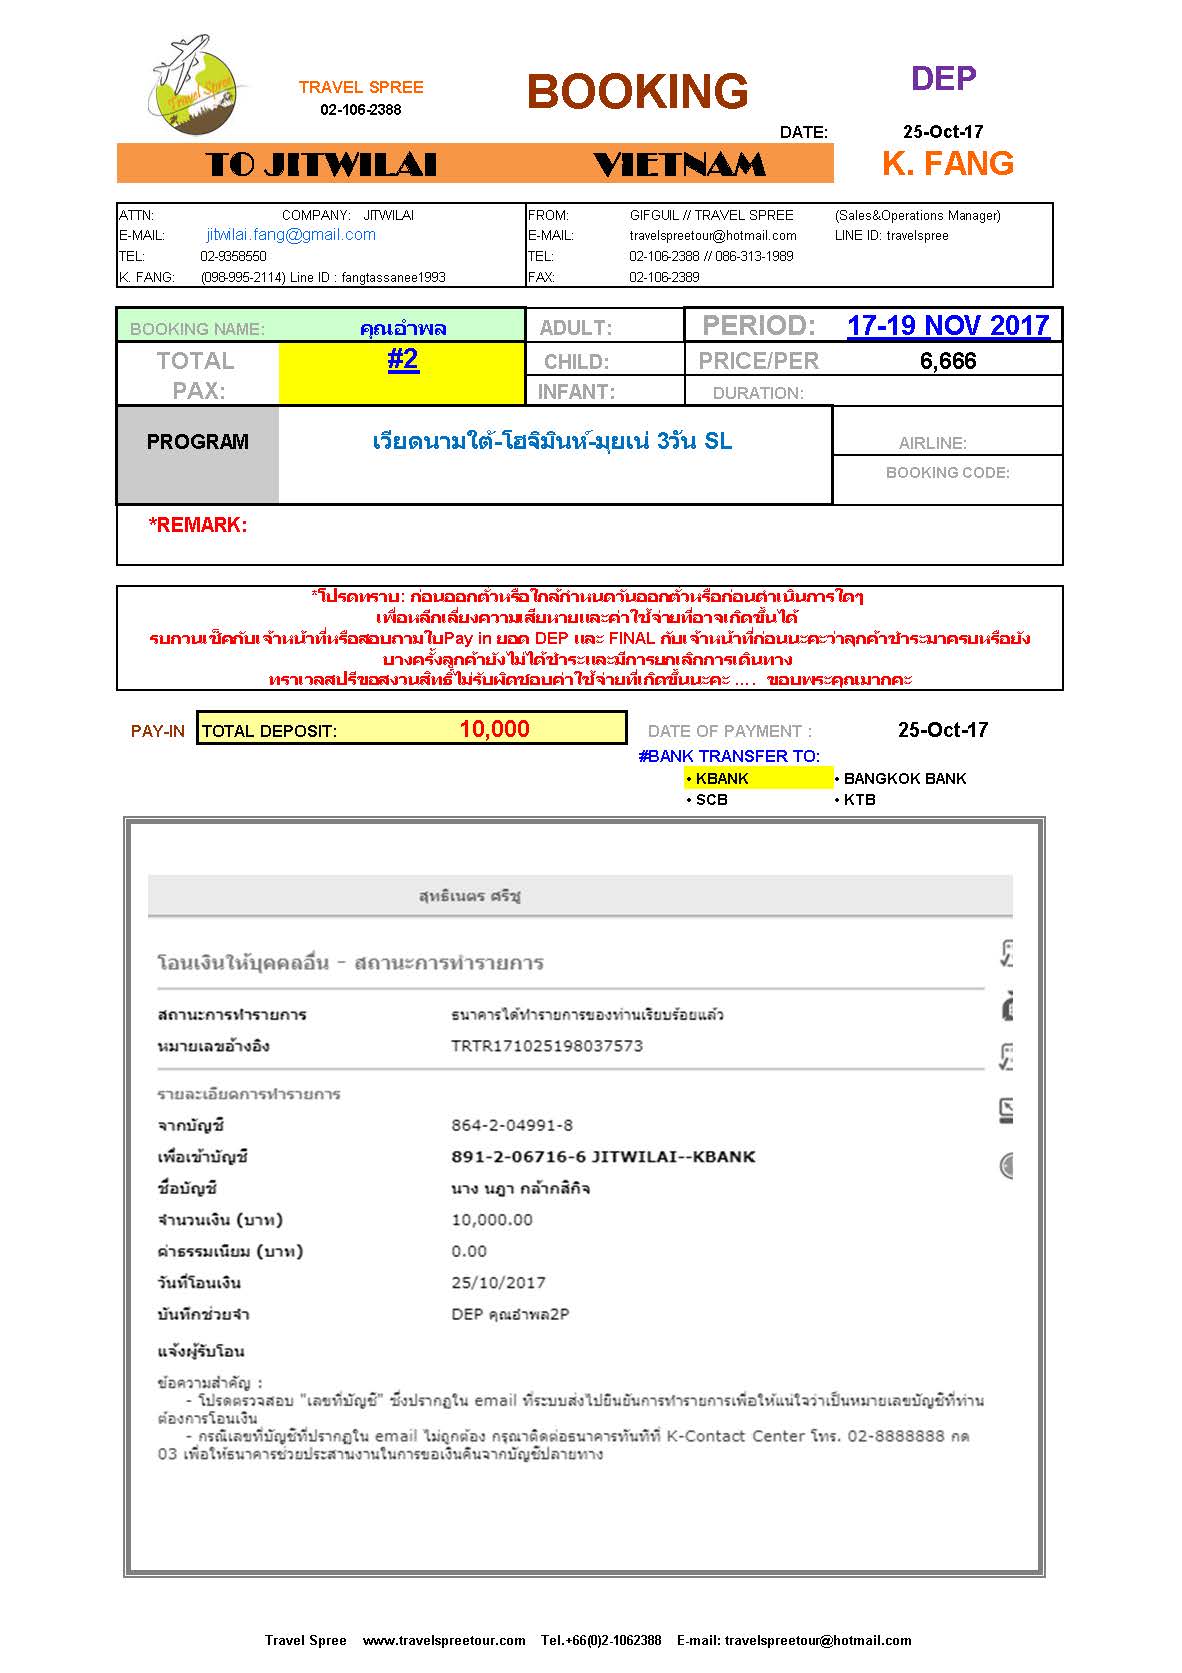 Travel Spree
TRAVEL SPREE
02-106-2388
BOOKING
DEP
DATE: 25-Oct-17
TO JITWILAI VIETNAM
K. FANG
ATTN: COMPANY: JITWILAI
E-MAIL: jitwilai.fang@gmail.com
TEL: 02-9358550
K. FANG: (098-995-2114) Line ID : fangtassanee1993
FROM: GIFGUIL // TRAVEL SPREE (Sales&Operations Manager)
E-MAIL: travelspreetour@hotmail.com LINE ID: travelspree
TEL: 02-106-2388 // 086-313-1989
FAX: 02-106-2389
BOOKING NAME: คุณอำพล ADULT: PERIOD: 17-19 NOV 2017
TOTAL PAX: #2 CHILD: PRICE/PER 6,666
INFANT: DURATION:
PROGRAM เวียดนามใต้-โฮจิมินห์-มุยเน่ 3วัน SL AIRLINE:
BOOKING CODE:
*REMARK:
*โปรดทราบ: ก่อนออกตั๋วหรือใกล้กำหนดวันออกตั๋วหรือก่อนดำเนินการใดๆ
เพื่อหลีกเลี่ยงความเสียหายและค่าใช้จ่ายที่อาจเกิดขึ้นได้
รบกวนเช็คกับเจ้าหน้าที่หรือสอบถามใบPay in ยอด DEP และ FINAL กับเจ้าหน้าที่ก่อนนะคะว่าลูกค้าชำระมาครบหรือยัง
บางครั้งลูกค้ายังไม่ได้ชำระและมีการยกเลิกการเดินทาง
ทราเวลสปรีขอสงวนสิทธิ์ไม่รับผิดชอบค่าใช้จ่ายที่เกิดขึ้นนะคะ .... ขอบพระคุณมากคะ
PAY-IN TOTAL DEPOSIT: 10,000 DATE OF PAYMENT : 25-Oct-17
#BANK TRANSFER TO:
• KBANK • BANGKOK BANK
• SCB • KTB
สุทธิเนตร ศรีชู
โอนเงินให้บุคคลอื่น - สถานะการทำรายการ
สถานะการทำรายการ ธนาคารได้ทำรายการของท่านเรียบร้อยแล้ว
หมายเลขอ้างอิง TRTR171025198037573
รายละเอียดการทำรายการ
จากบัญชี 864-2-04991-8
เพื่อเข้าบัญชี 891-2-06716-6 JITWILAI--KBANK
ชื่อบัญชี นาง นฎา กล้ากสิกิจ
จำนวนเงิน (บาท) 10,000.00
ค่าธรรมเนียม (บาท) 0.00
วันที่โอนเงิน 25/10/2017
บันทึกช่วยจำ DEP คุณอำพล2P
แจ้งผู้รับโอน
ข้อความสำคัญ :
- โปรดตรวจสอบ "เลขที่บัญชี" ซึ่งปรากฏใน email ที่ระบบส่งไปยืนยันการทำรายการเพื่อให้แน่ใจว่าเป็นหมายเลขบัญชีที่ท่าน
ต้องการโอนเงิน
- กรณีเลขที่บัญชีที่ปรากฏใน email ไม่ถูกต้อง กรุณาติดต่อธนาคารทันทีที่ K-Contact Center โทร. 02-8888888 กด
03 เพื่อให้ธนาคารช่วยประสานงานในการขอเงินคืนจากบัญชีปลายทาง
Travel Spree www.travelspreetour.com Tel.+66(0)2-1062388 E-mail: travelspreetour@hotmail.com